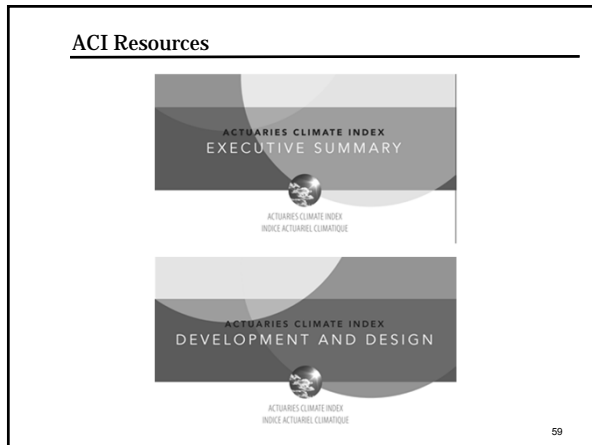 ACI Resources
ACTUARIES CLIMATE INDEX
EXECUTIVE SUMMARY
ACTUARIES CLIMATE INDEX
INDICE ACTUARIEL CLIMATIQUE
ACTUARIES CLIMATE INDEX
DEVELOPMENT AND DESIGN
ACTUARIES CLIMATE INDEX
INDICE ACTUARIEL CLIMATIQUE
59